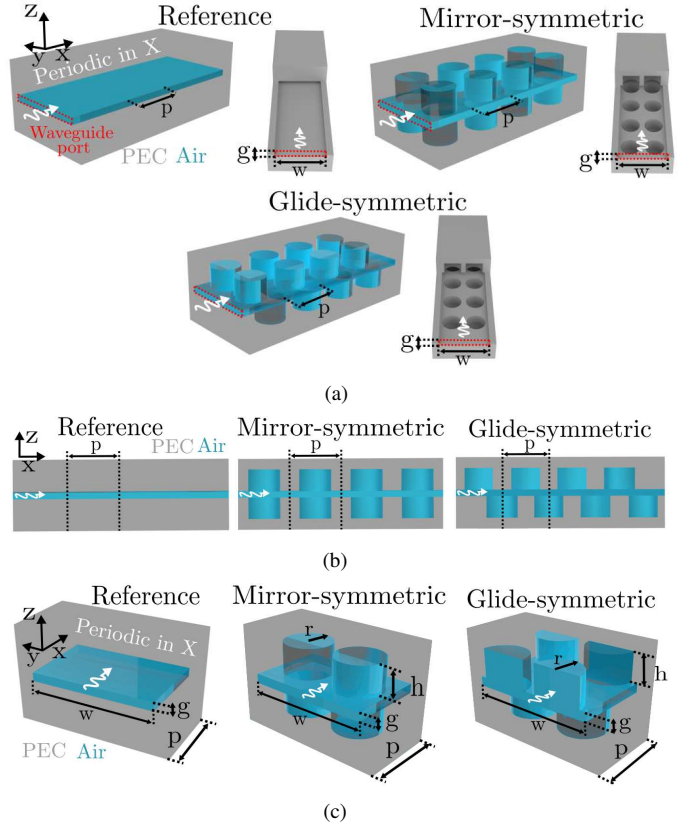 Reference
Mirror-symmetric
z
y
x
Periodic in X
p
Waveguide
port
PEC Air
g
w
p
g
w
Glide-symmetric
p
g
w
(a)
Reference
Mirror-symmetric
Glide-symmetric
z
x
p
PEC Air
p
p
(b)
Reference
Mirror-symmetric
Glide-symmetric
z
y
x
Periodic in X
w
g
p
PEC Air
r
h
w
g
p
r
h
w
g
p
(c)